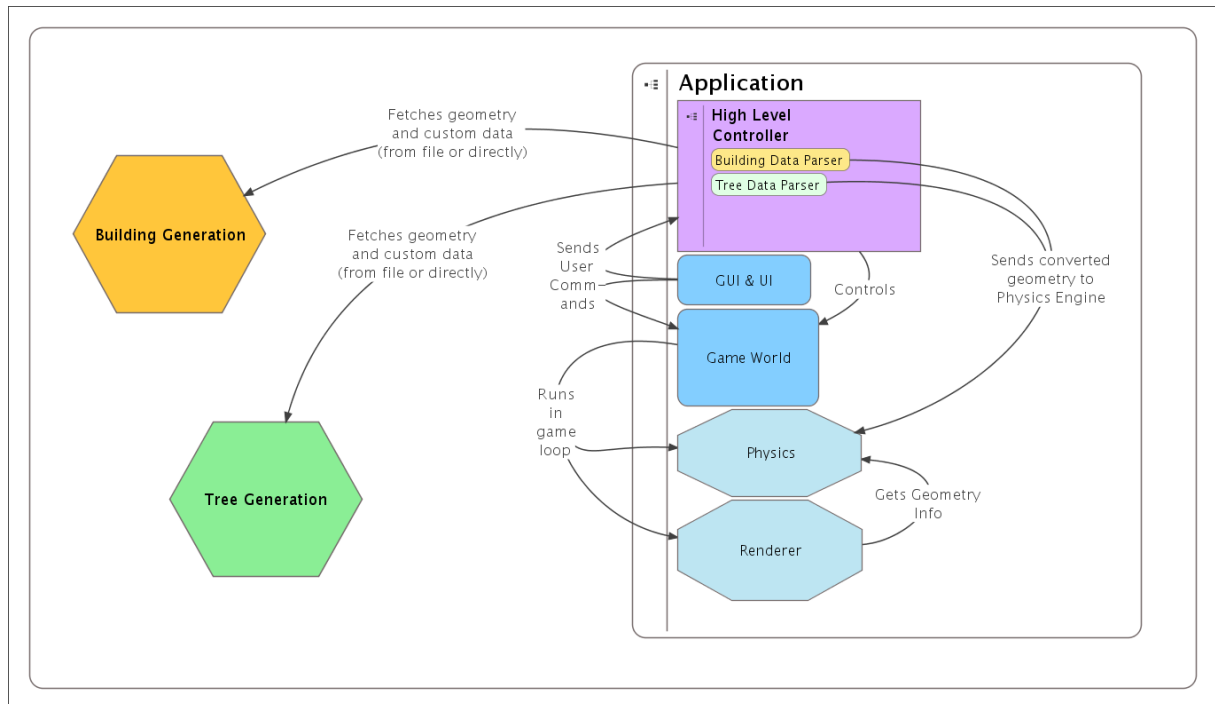 Application
High Level
Controller
Building Data Parser
Tree Data Parser
Fetches geometry
and custom data
(from file or directly)
Building Generation
Fetches geometry
and custom data
(from file or directly)
Sends
User
Comm
ands
GUI & UI
Controls
Sends converted
geometry to
Physics Engine
Game World
Runs
in
game
loop
Physics
Gets Geometry
Info
Tree Generation
Renderer